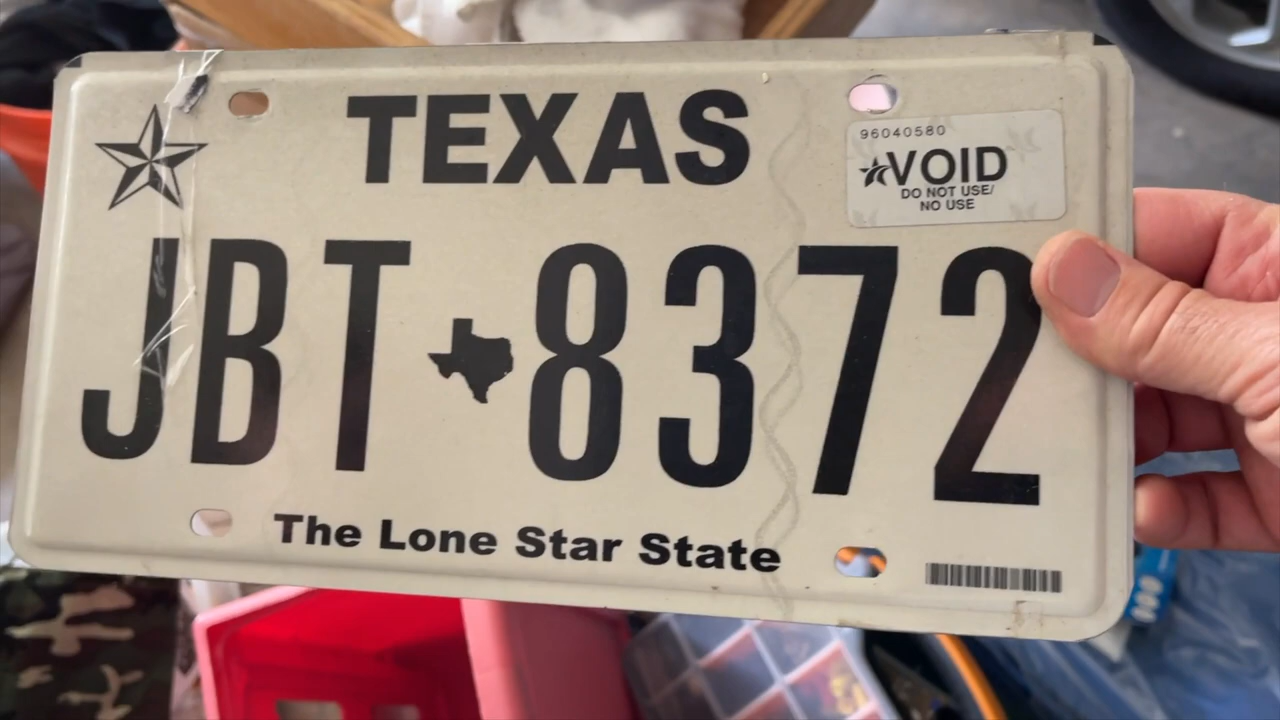 TEXAS
96040580
VOID
DO NOT USE/
NO USE
JBT 8372
The Lone Star State